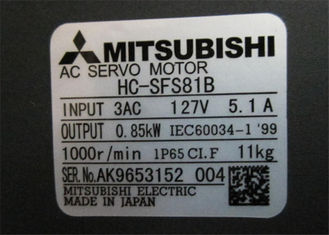 MITSUBISHI
AC SERVO MOTOR
HC-SFS81B
INPUT 3AC 127V 5.1 A
OUTPUT 0.85kW IEC60034-1 '99
1000r/min IP65 CI.F 11kg
SER.No.AK9653152 004
MITSUBISHI ELECTRIC
MADE IN JAPAN